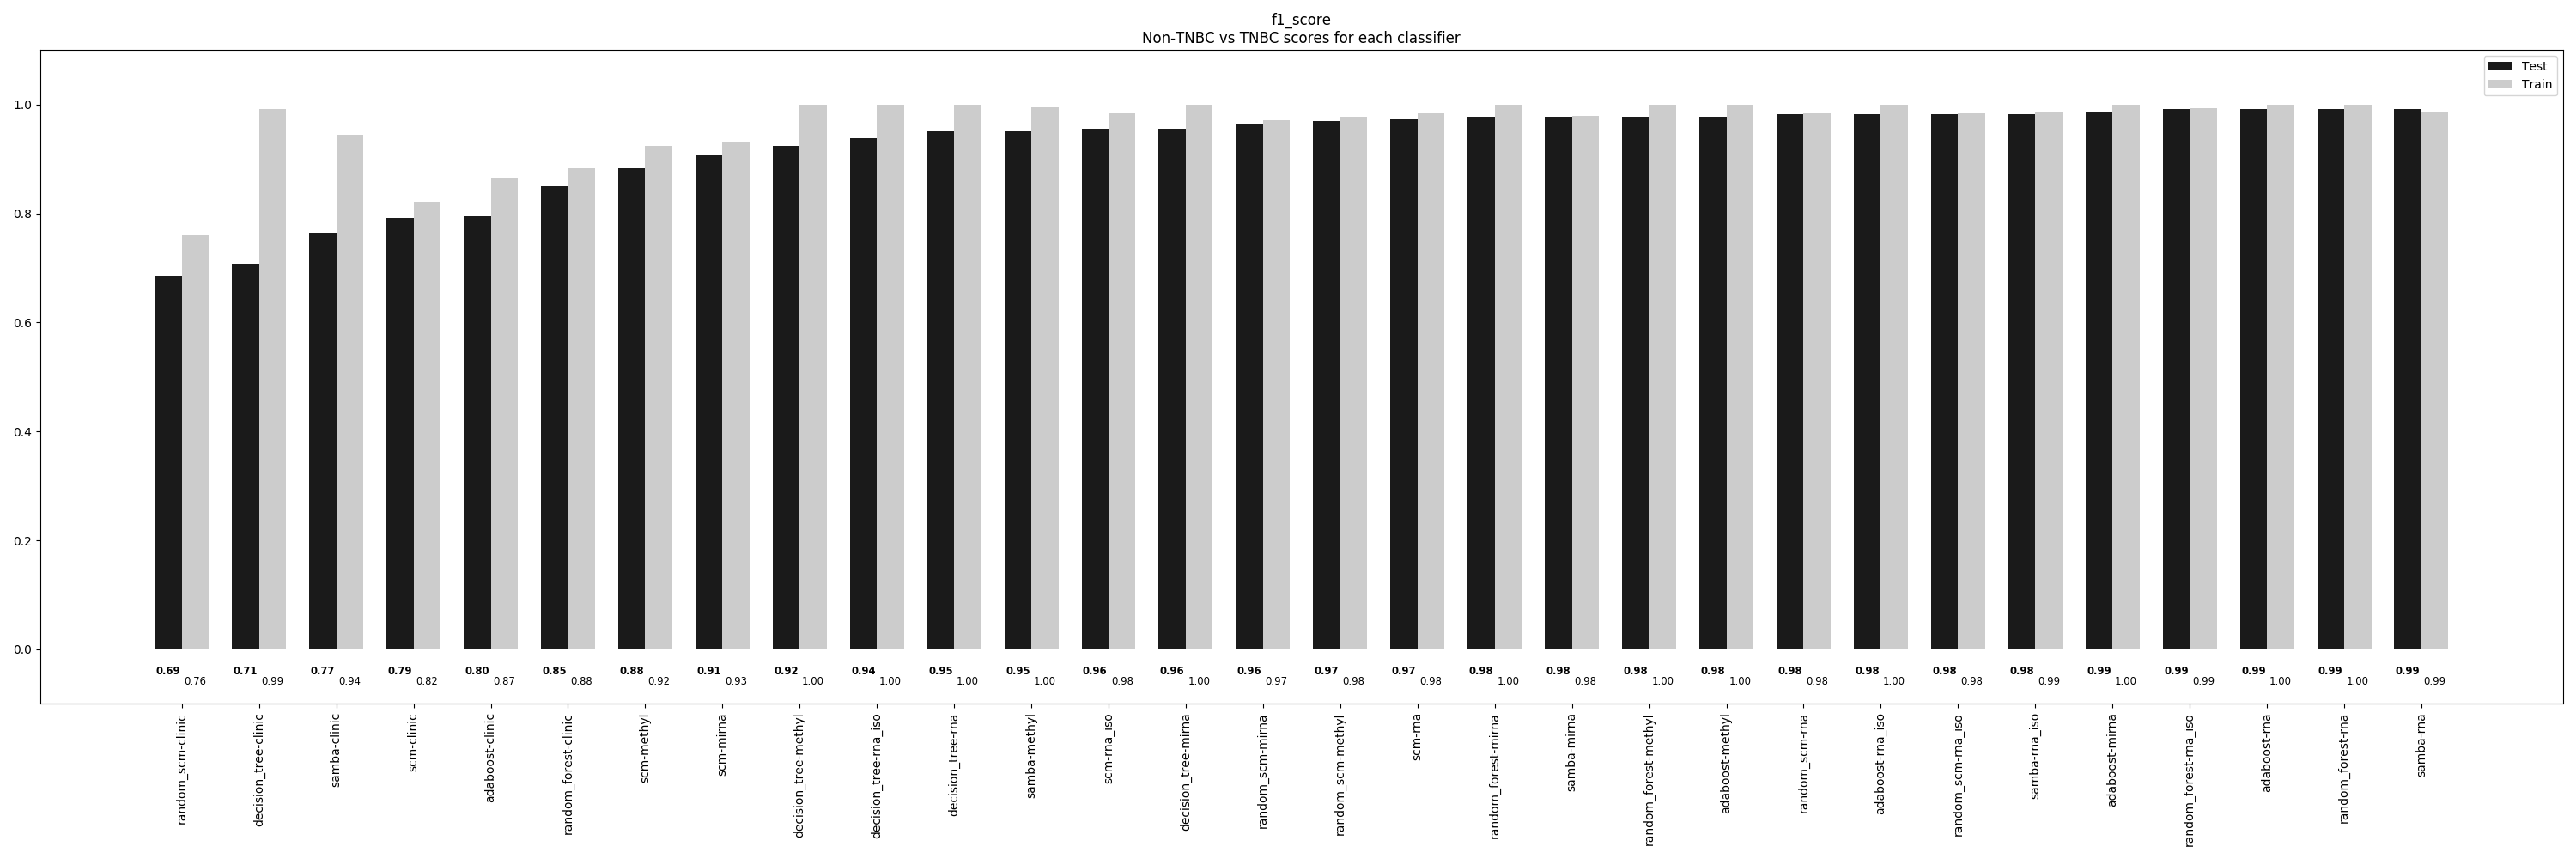 f1_score
Non-TNBC vs TNBC scores for each classifier
Test
Train
1.0
0.8
0.6
0.4
0.2
0.0
0.69 0.71 0.77 0.79 0.80 0.85 0.88 0.91 0.92 0.94 0.95 0.95 0.96 0.96 0.96 0.97 0.97 0.98 0.98 0.98 0.98 0.98 0.98 0.98 0.98 0.99 0.99 0.99 0.99 0.99
0.76 0.99 0.94 0.82 0.87 0.88 0.92 0.93 1.00 1.00 1.00 1.00 0.98 1.00 0.97 0.98 0.98 1.00 0.98 1.00 1.00 0.98 1.00 0.98 0.99 1.00 0.99 1.00 1.00 0.99
random_scm-clinic
decision_tree-clinic
samba-clinic
scm-clinic
adaboost-clinic
random_forest-clinic
scm-methyl
scm-mirna
decision_tree-methyl
decision_tree-rna_iso
decision_tree-rna
samba-methyl
scm-rna_iso
decision_tree-mirna
random_scm-mirna
random_scm-methyl
scm-rna
random_forest-mirna
samba-mirna
random_forest-methyl
adaboost-methyl
random_scm-rna
adaboost-rna_iso
random_scm-rna_iso
samba-rna_iso
adaboost-mirna
random_forest-rna_iso
adaboost-rna
random_forest-rna
samba-rna